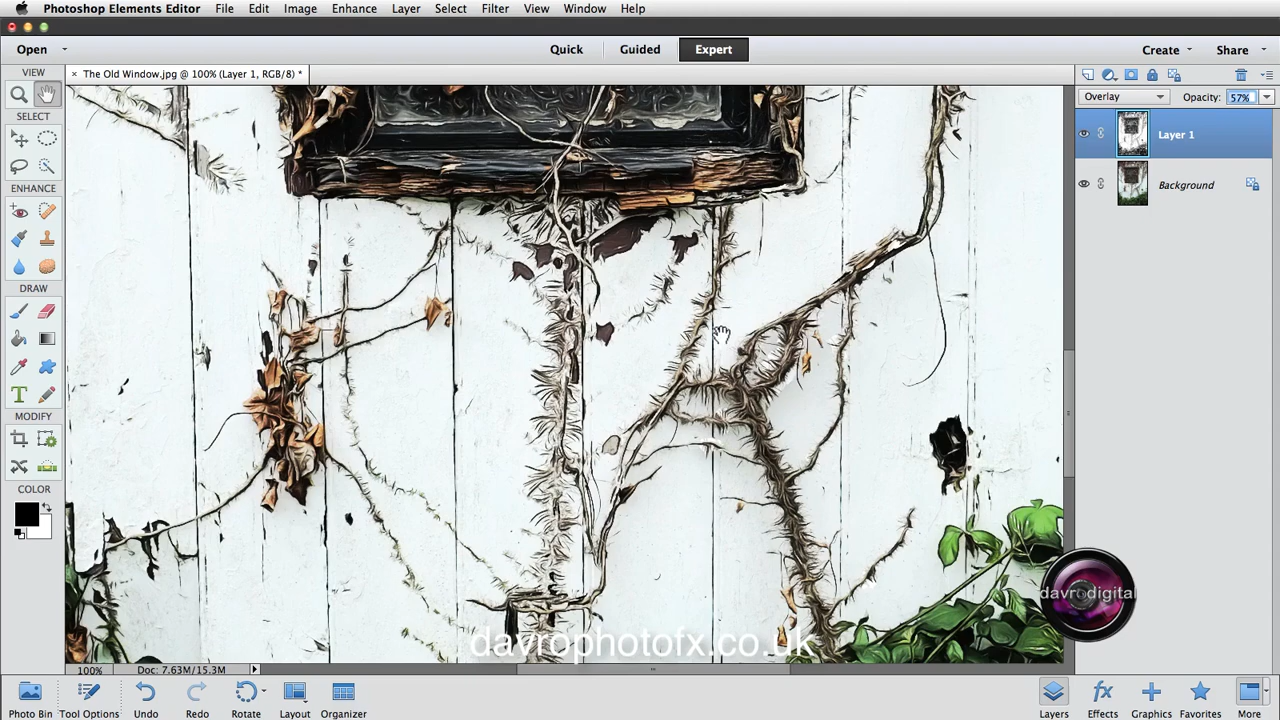 Photoshop Elements Editor File Edit Image Enhance Layer Select Filter View Window Help
Open Quick Guided Expert Create Share
VIEW
× The Old Window.jpg @ 100% (Layer 1, RGB/8) *
Overlay Opacity: 57%
SELECT
Layer 1
Background
ENHANCE
DRAW
T
MODIFY
COLOR
davrodigital
davrophotofx.co.uk
100% Doc: 7.63M/15.3M
fx
Photo Bin Tool Options Undo Redo Rotate Layout Organizer Layers Effects Graphics Favorites More